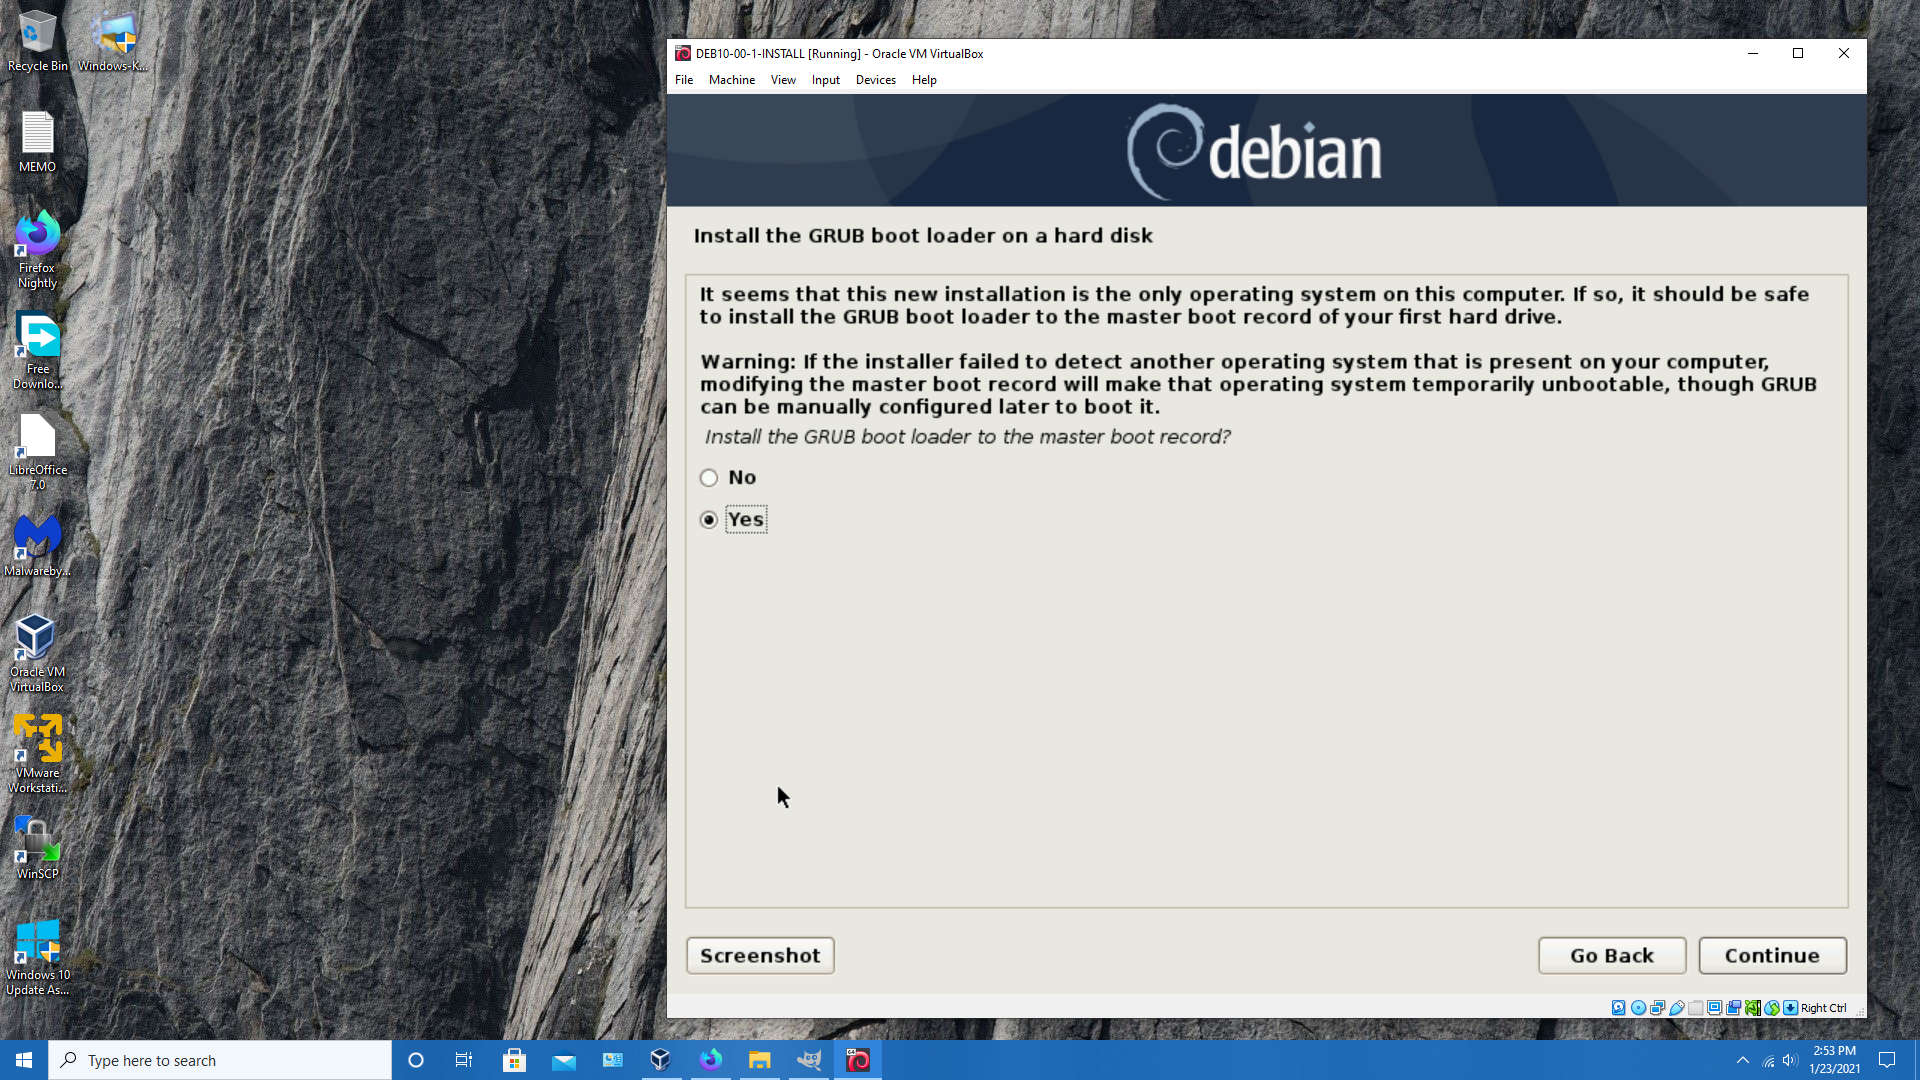 Recycle Bin
Windows-K...
MEMO
Firefox
Nightly
Free
Downlo...
LibreOffice
7.0
Malwareby...
Oracle VM
VirtualBox
VMware
Workstati...
WinSCP
Windows 10
Update As...
DEB10-00-1-INSTALL [Running] - Oracle VM VirtualBox
File Machine View Input Devices Help
debian
Install the GRUB boot loader on a hard disk
It seems that this new installation is the only operating system on this computer. If so, it should be safe
to install the GRUB boot loader to the master boot record of your first hard drive.
Warning: If the installer failed to detect another operating system that is present on your computer,
modifying the master boot record will make that operating system temporarily unbootable, though GRUB
can be manually configured later to boot it.
Install the GRUB boot loader to the master boot record?
No
Yes
Screenshot Go Back Continue
Right Ctrl
Type here to search
64
2:53 PM
1/23/2021